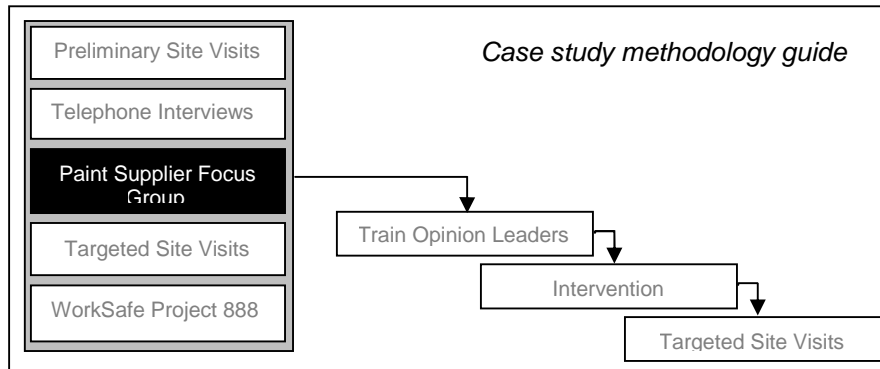 Case study methodology guide
Preliminary Site Visits
Telephone Interviews
Paint Supplier Focus
Group
Targeted Site Visits
WorkSafe Project 888
Train Opinion Leaders
Intervention
Targeted Site Visits